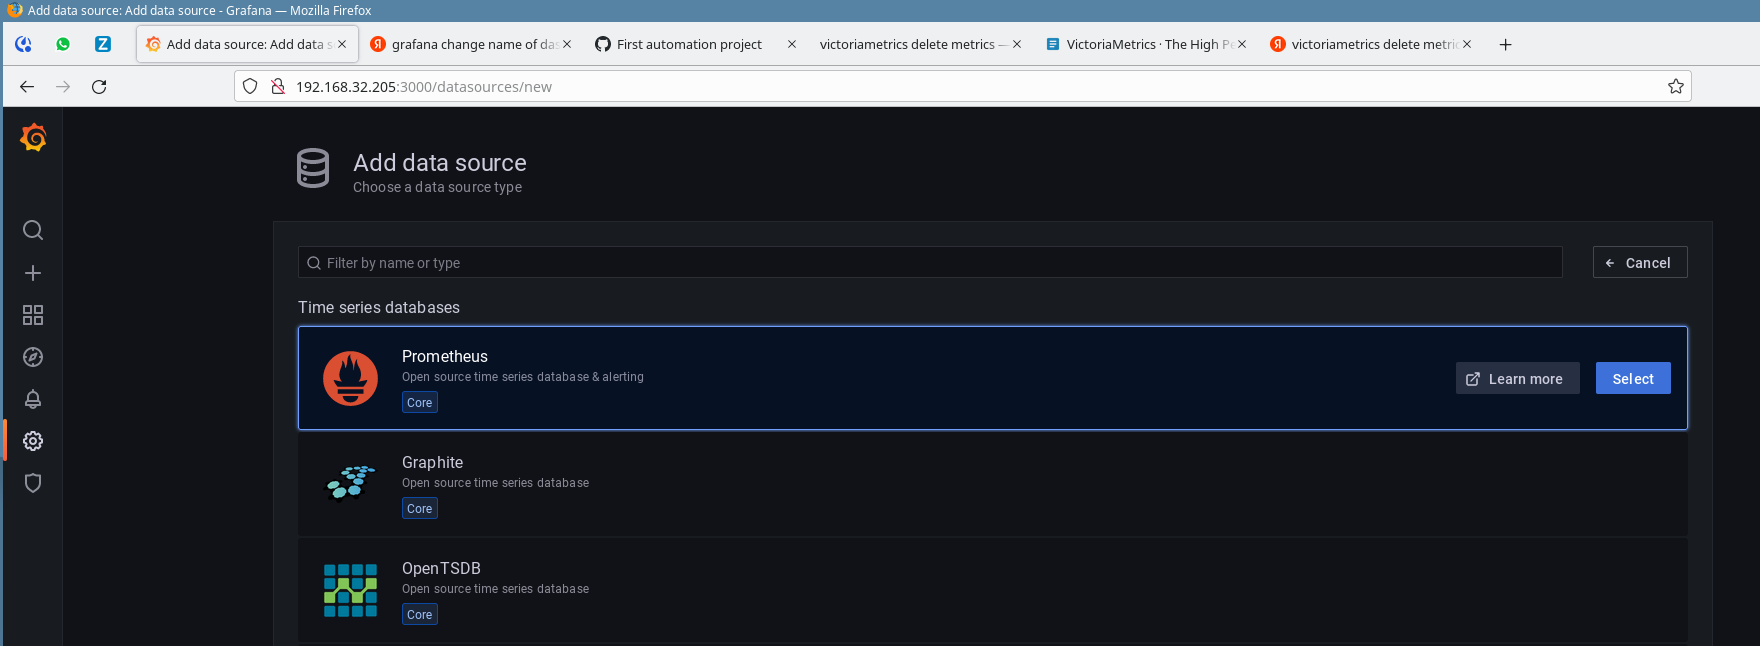 Add data source: Add data source - Grafana — Mozilla Firefox
Add data source: Add data s
grafana change name of das
First automation project
victoriametrics delete metrics —
VictoriaMetrics · The High Pe
victoriametrics delete metric
192.168.32.205:3000/datasources/new
Add data source
Choose a data source type
Filter by name or type
Cancel
Time series databases
Prometheus
Open source time series database & alerting
Core
Learn more
Select
Graphite
Open source time series database
Core
OpenTSDB
Open source time series database
Core